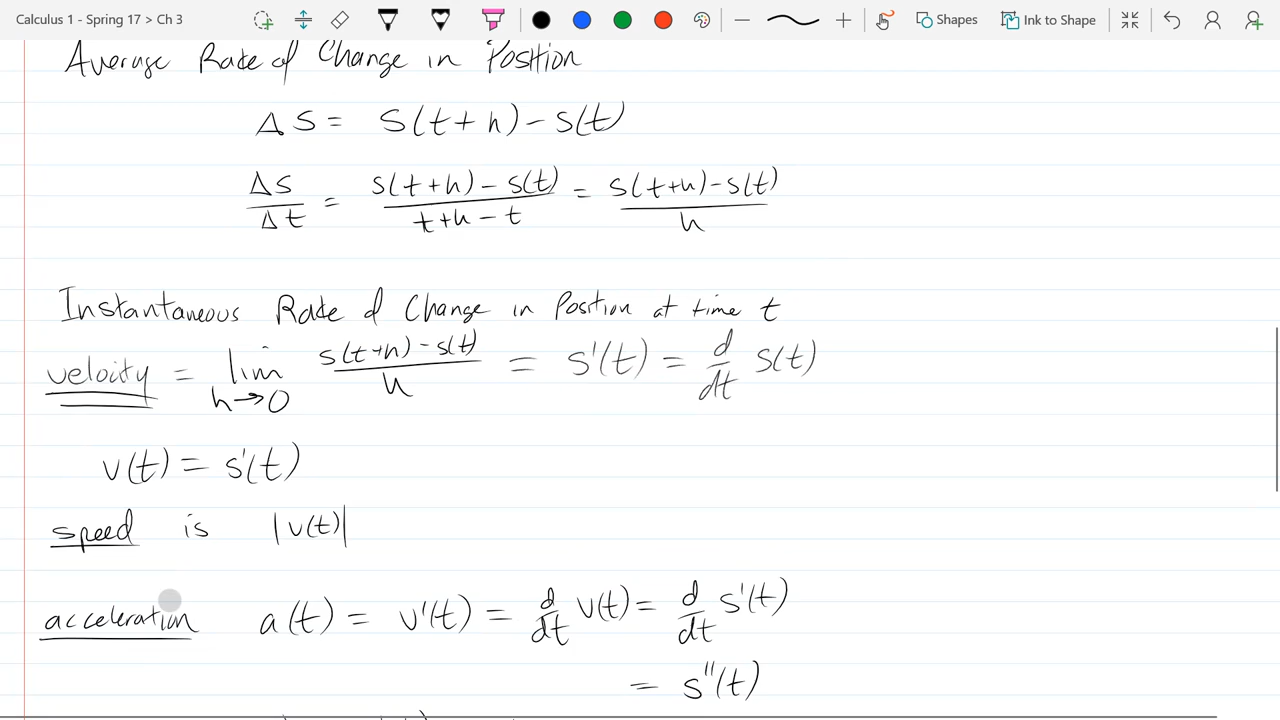 Calculus 1 - Spring 17 > Ch 3
Shapes
Ink to Shape
Average Rate of Change in Position
Δs = s(t+h) - s(t)
Δs/Δt = (s(t+h) - s(t))/(t+h-t) = (s(t+h) - s(t))/h
Instantaneous Rate of Change in Position at time t
velocity = lim h→0 (s(t+h) - s(t))/h = s'(t) = d/dt s(t)
v(t) = s'(t)
speed is |v(t)|
acceleration a(t) = v'(t) = d/dt v(t) = d/dt s'(t)
= s''(t)